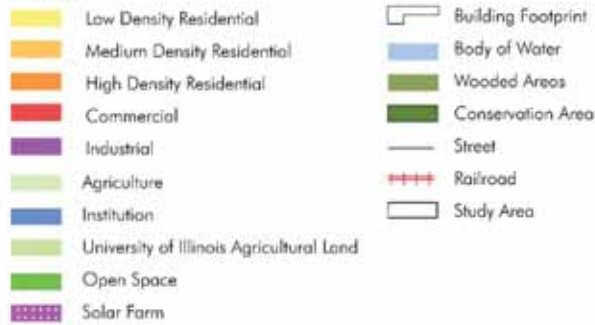 Low Density Residential
Medium Density Residential
High Density Residential
Commercial
Industrial
Agriculture
Institution
University of Illinois Agricultural Land
Open Space
Solar Farm
Building Footprint
Body of Water
Wooded Areas
Conservation Area
Street
Railroad
Study Area